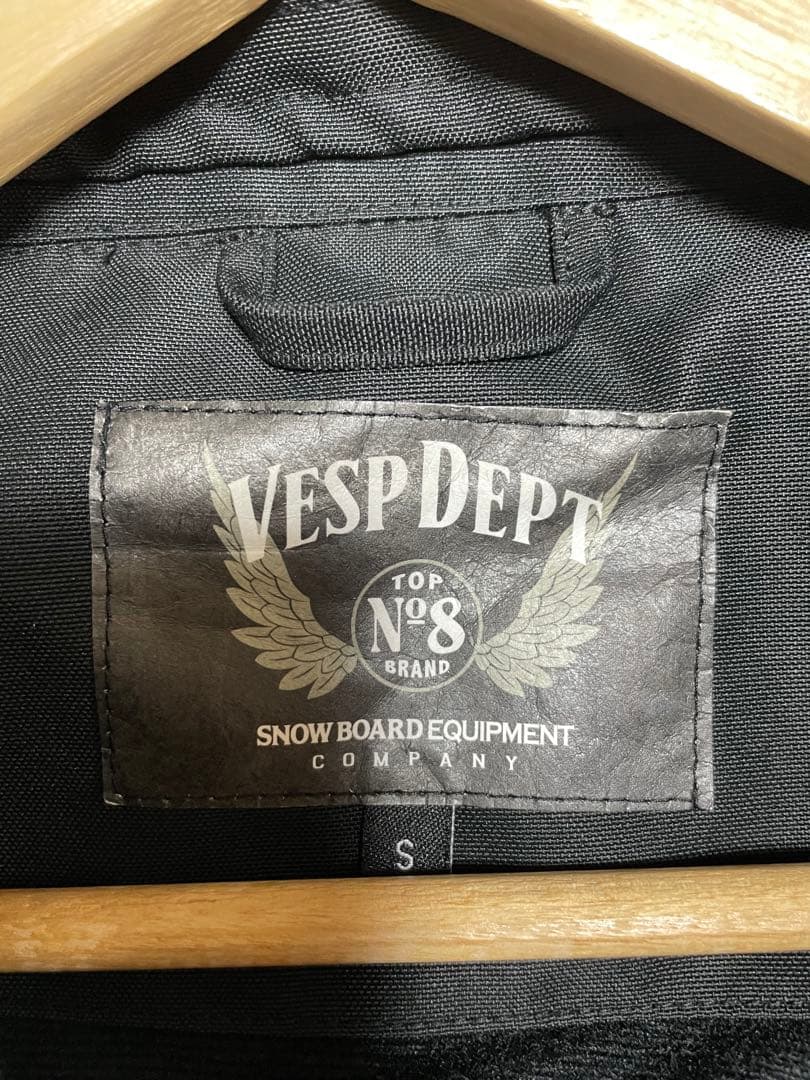 VESP DEPT
TOP
Nº8
BRAND
SNOW BOARD EQUIPMENT
COMPANY
S